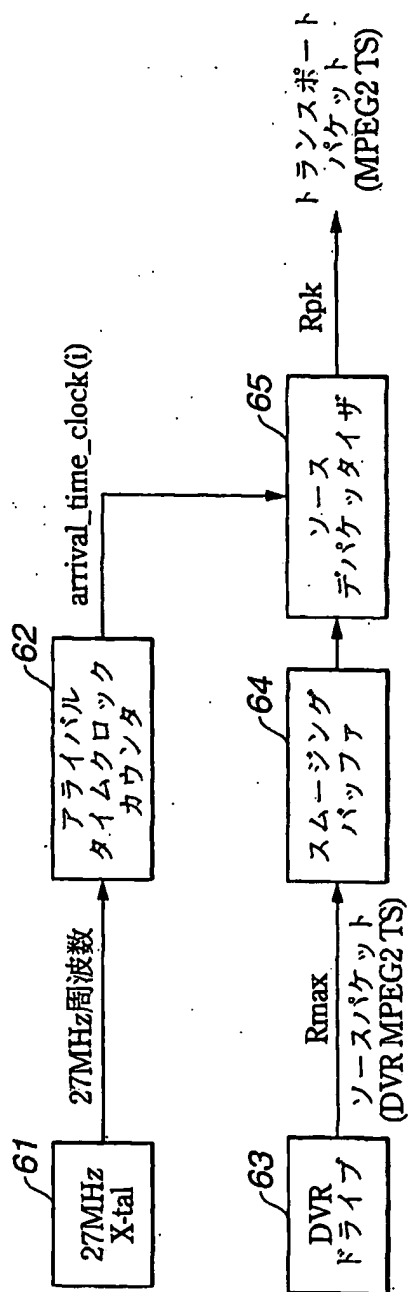 61
27MHz
X-tal
27MHz周波数
62
アライバル
タイムクロック
カウンタ
arrival_time_clock(i)
63
DVR
ドライブ
Rmax
ソースパケット
(DVR MPEG2 TS)
64
スムージング
バッファ
65
ソース
デパケッタイザ
Rpk
トランスポート
パケット
(MPEG2 TS)